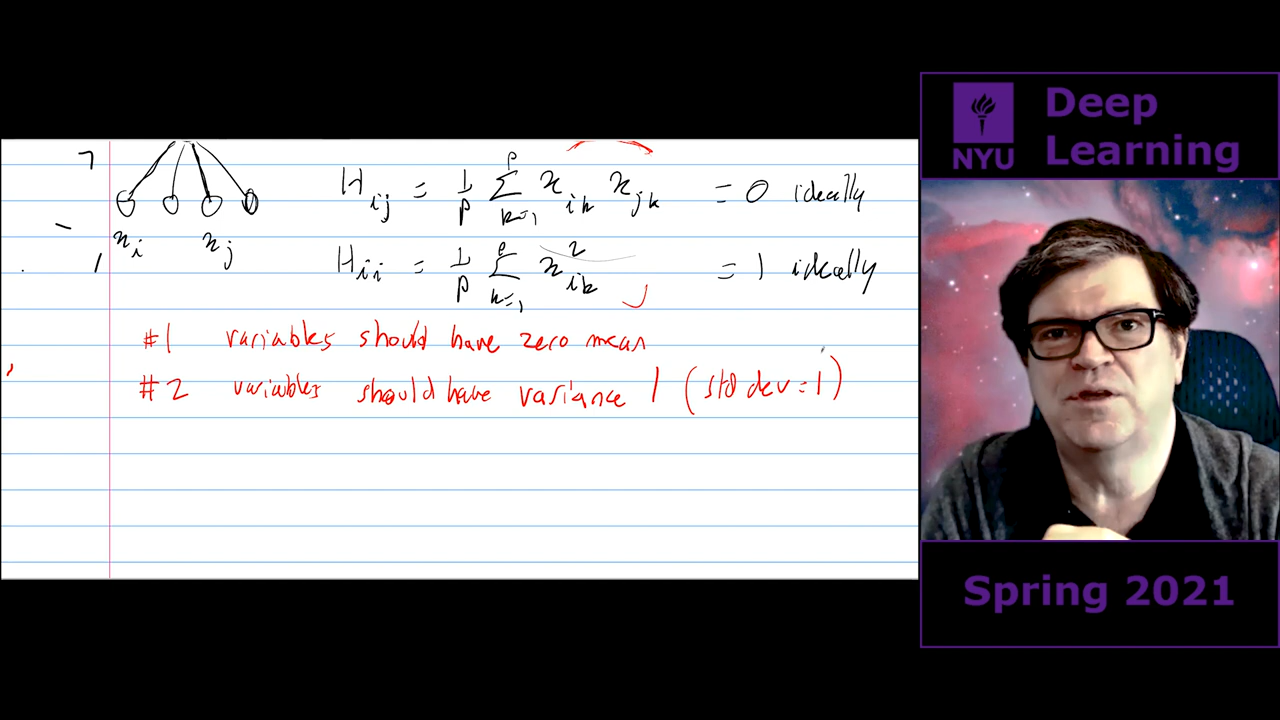 H_ij = 1/p Σ_{k=1}^{p} x_ik x_jk = 0 ideally
x_i x_j
H_ii = 1/p Σ_{k=1}^{p} x_ik^2 = 1 ideally
#1 variables should have zero mean
#2 variables should have variance 1 (std dev = 1)
NYU
Deep
Learning
Spring 2021